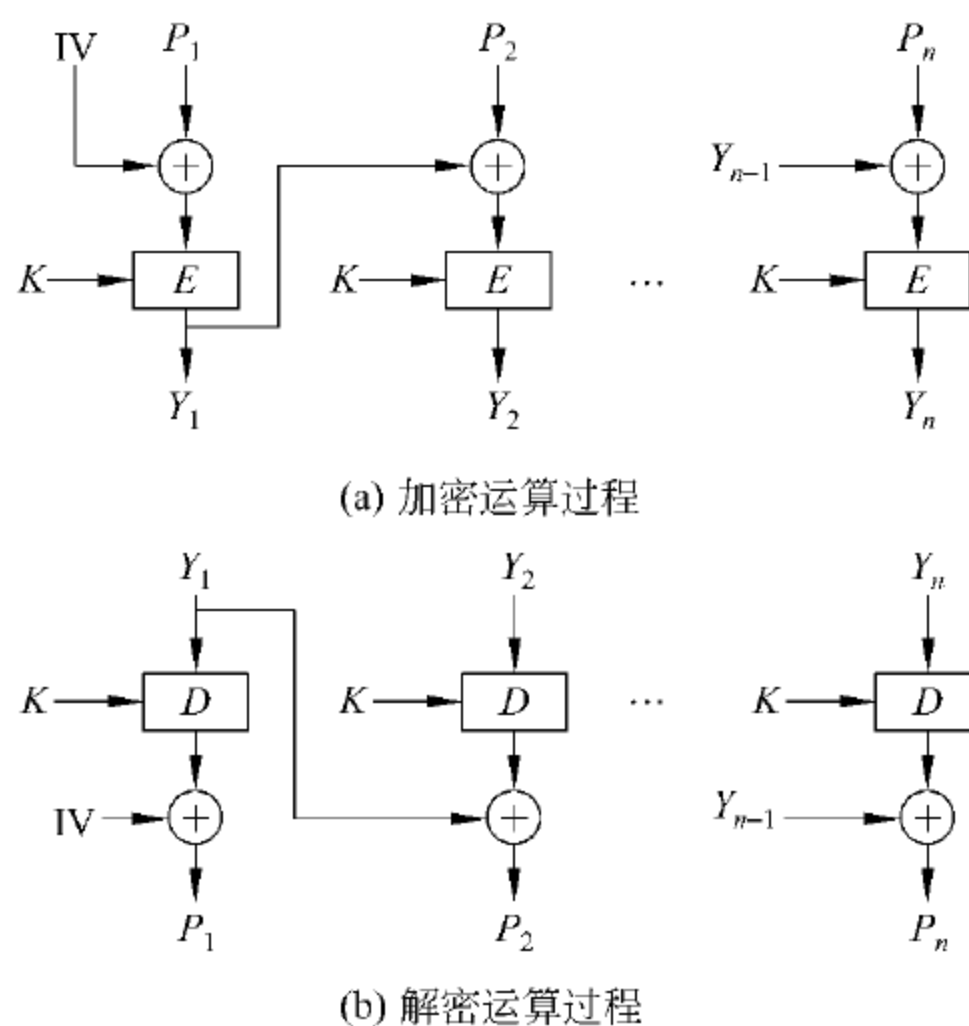 IV P₁ P₂ Pₙ
Yₙ₋₁
K E K E … K E
Y₁ Y₂ Yₙ
(a) 加密运算过程
Y₁ Y₂ Yₙ
K D K D … K D
IV Yₙ₋₁
P₁ P₂ Pₙ
(b) 解密运算过程